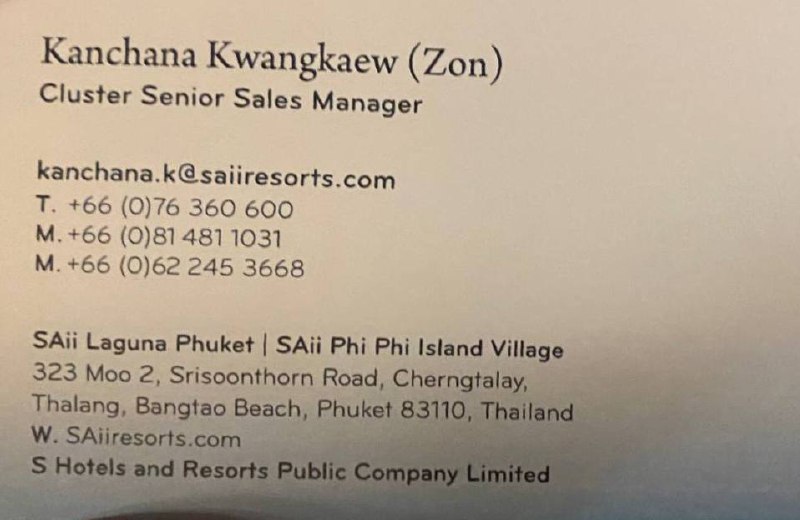 Kanchana Kwangkaew (Zon)
Cluster Senior Sales Manager
kanchana.k@saiiresorts.com
T. +66 (0)76 360 600
M. +66 (0)81 481 1031
M. +66 (0)62 245 3668
SAii Laguna Phuket | SAii Phi Phi Island Village
323 Moo 2, Srisoonthorn Road, Cherngtalay,
Thalang, Bangtao Beach, Phuket 83110, Thailand
W. SAiiresorts.com
S Hotels and Resorts Public Company Limited